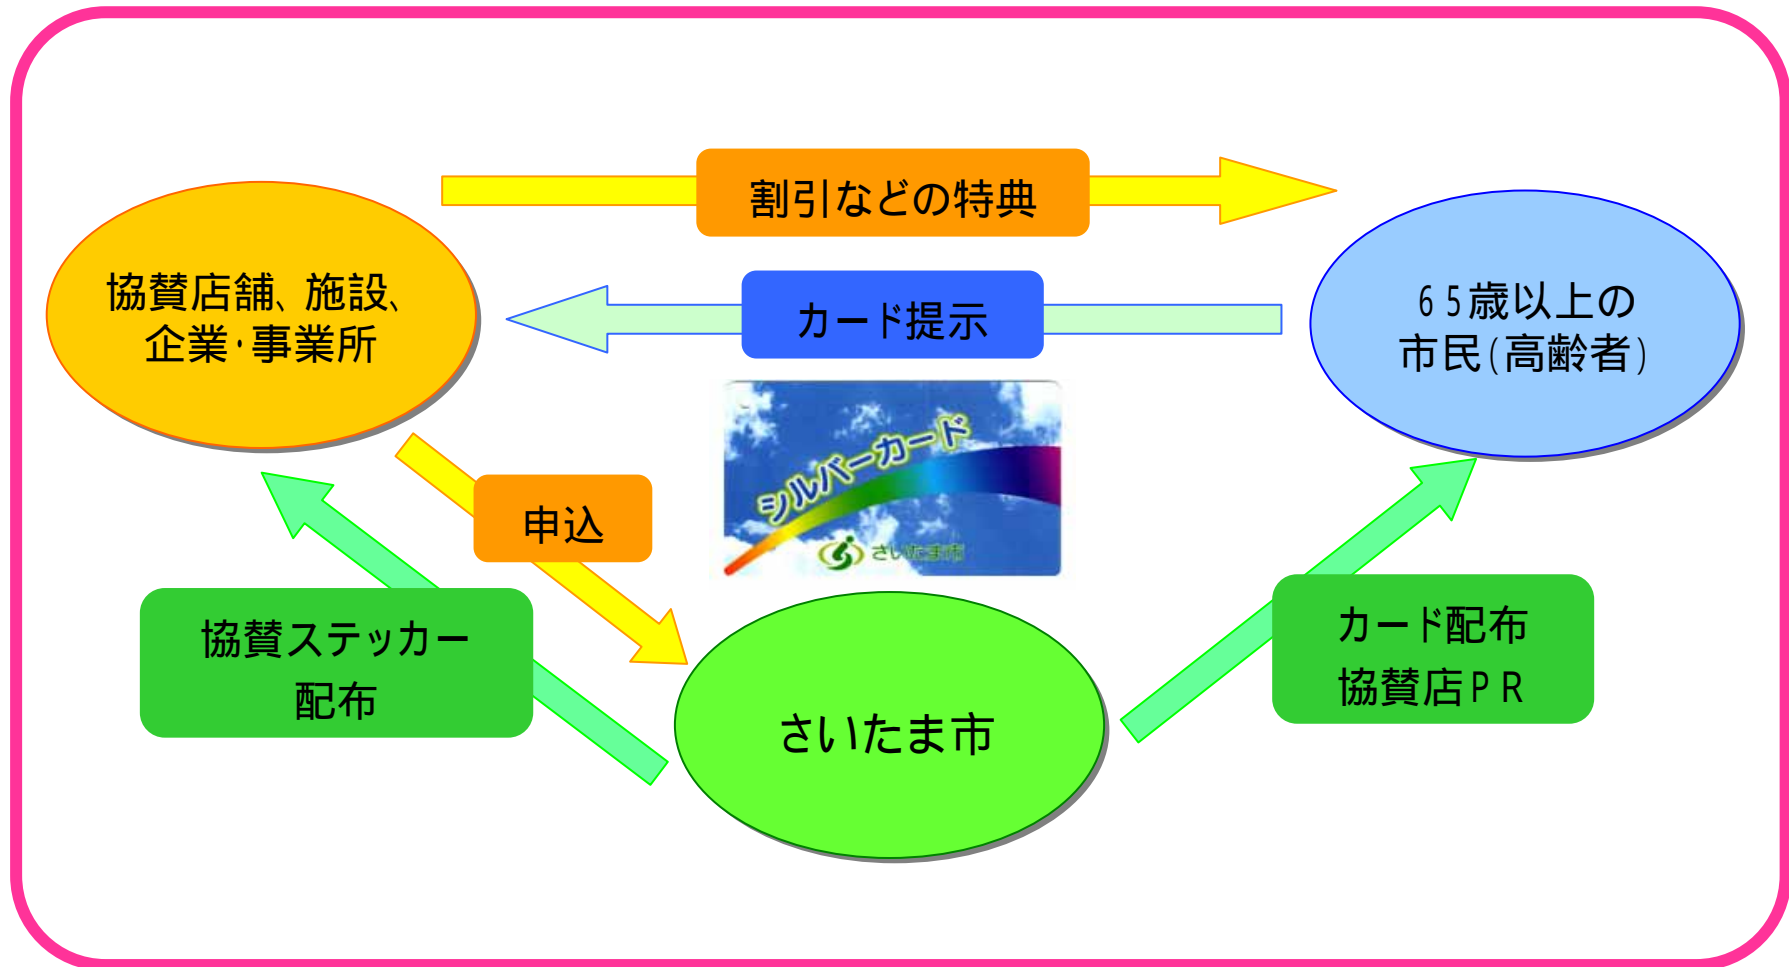 割引などの特典
協賛店舗、施設、
企業・事業所
カード提示
65歳以上の
市民(高齢者)
シルバーカード
さいたま市
申込
協賛ステッカー
配布
カード配布
協賛店PR
さいたま市